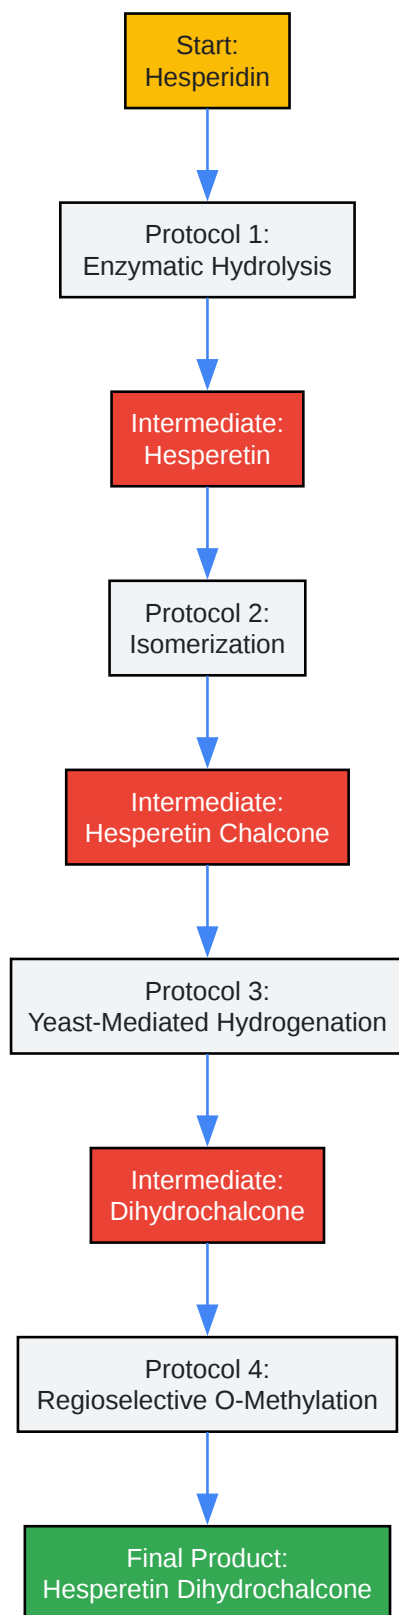 Start:
Hesperidin
Protocol 1:
Enzymatic Hydrolysis
Intermediate:
Hesperetin
Protocol 2:
Isomerization
Intermediate:
Hesperetin Chalcone
Protocol 3:
Yeast-Mediated Hydrogenation
Intermediate:
Dihydrochalcone
Protocol 4:
Regioselective O-Methylation
Final Product:
Hesperetin Dihydrochalcone